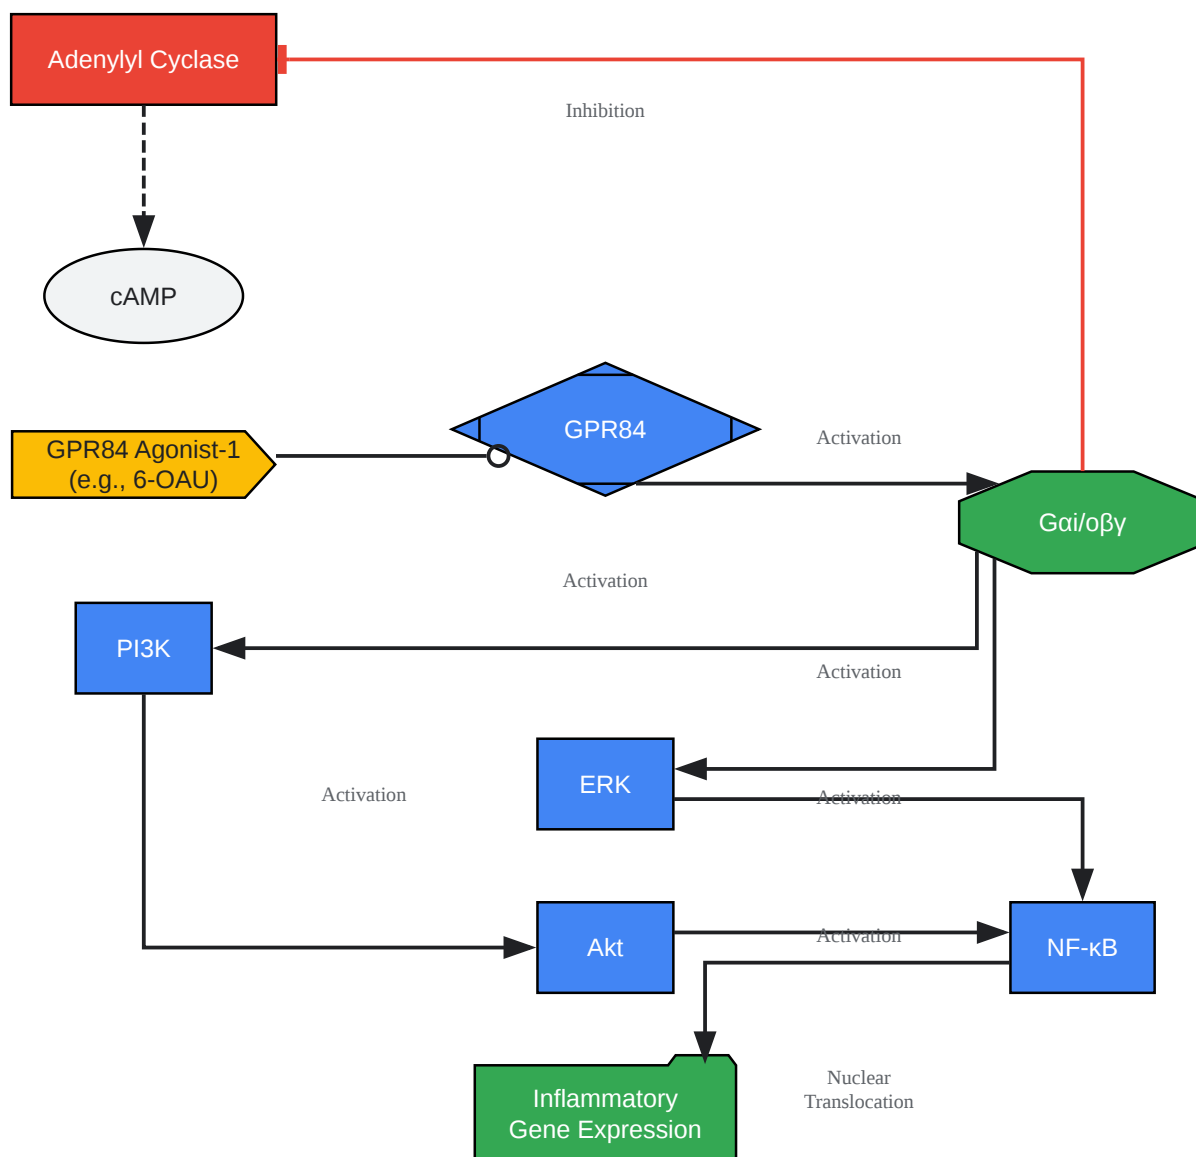 Adenylyl Cyclase
Inhibition
cAMP
GPR84 Agonist-1
(e.g., 6-OAU)
GPR84
Activation
Gαi/oβγ
Activation
PI3K
Activation
ERK
Activation
Activation
Akt
Activation
NF-κB
Inflammatory
Gene Expression
Nuclear
Translocation